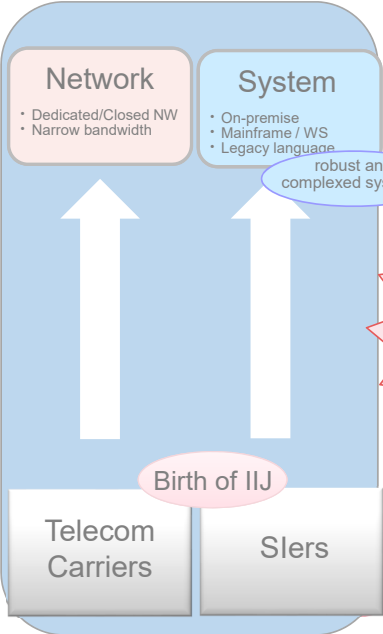 Network
• Dedicated/Closed NW
• Narrow bandwidth
System
• On-premise
• Mainframe / WS
• Legacy language
robust an
complexed sys
Birth of IIJ
Telecom
Carriers
SIers